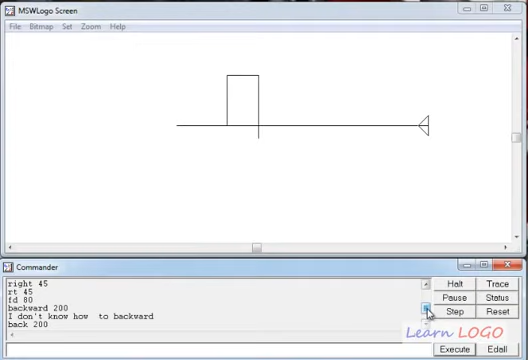 MSWLogo Screen
File Bitmap Set Zoom Help
Commander
right 45
rt 45
fd 80
backward 200
I don't know how  to backward
back 200
Halt Trace
Pause Status
Step Reset
Learn LOGO
Execute Edall